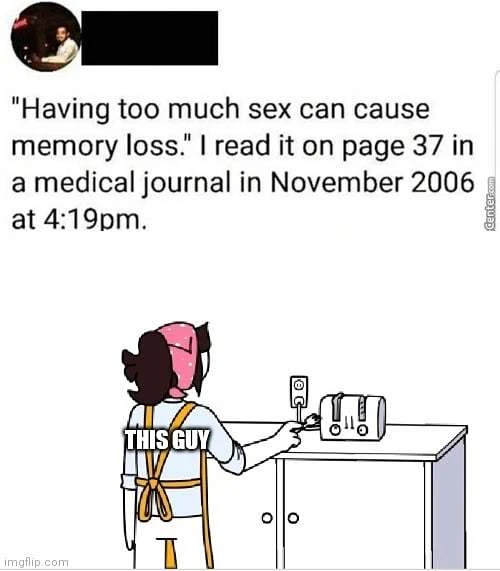 "Having too much sex can cause
memory loss." I read it on page 37 in
a medical journal in November 2006
at 4:19pm.
THIS GUY
imgflip.com